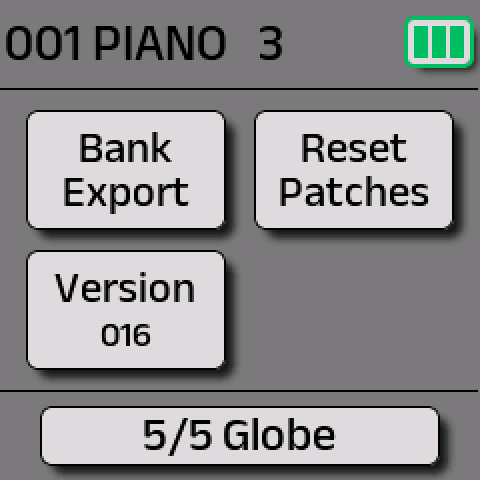 001 PIANO 3
Bank
Export
Reset
Patches
Version
016
5/5 Globe